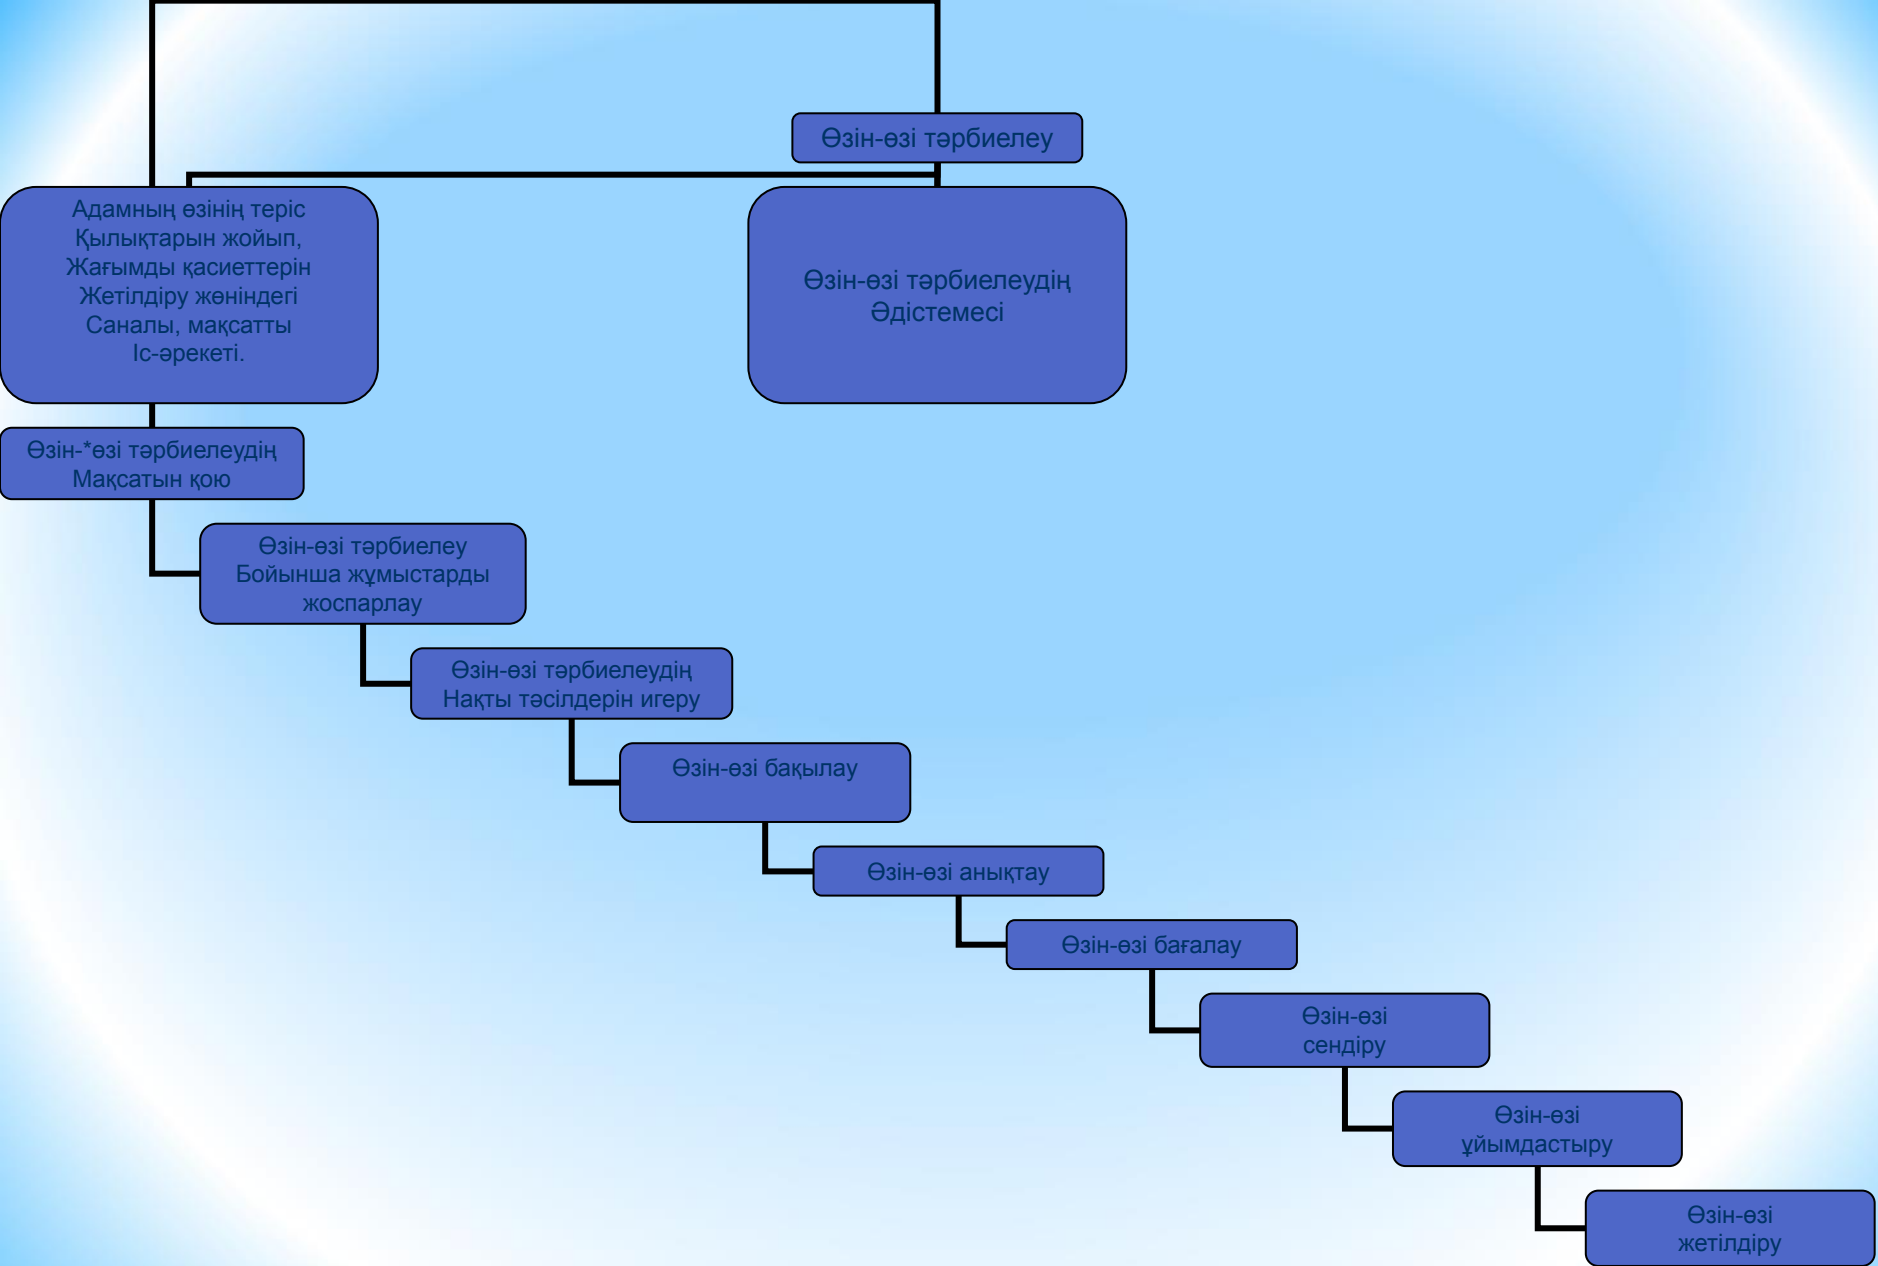 Өзін-өзі тәрбиелеу
Адамның өзінің теріс
Қылықтарын жойып,
Жағымды қасиеттерін
Жетілдіру жөніндегі
Саналы, мақсатты
Іс-әрекеті.
Өзін-өзі тәрбиелеудің
Әдістемесі
Өзін-*өзі тәрбиелеудің
Мақсатын қою
Өзін-өзі тәрбиелеу
Бойынша жұмыстарды
жоспарлау
Өзін-өзі тәрбиелеудің
Нақты тәсілдерін игеру
Өзін-өзі бақылау
Өзін-өзі анықтау
Өзін-өзі бағалау
Өзін-өзі
сендіру
Өзін-өзі
ұйымдастыру
Өзін-өзі
жетілдіру